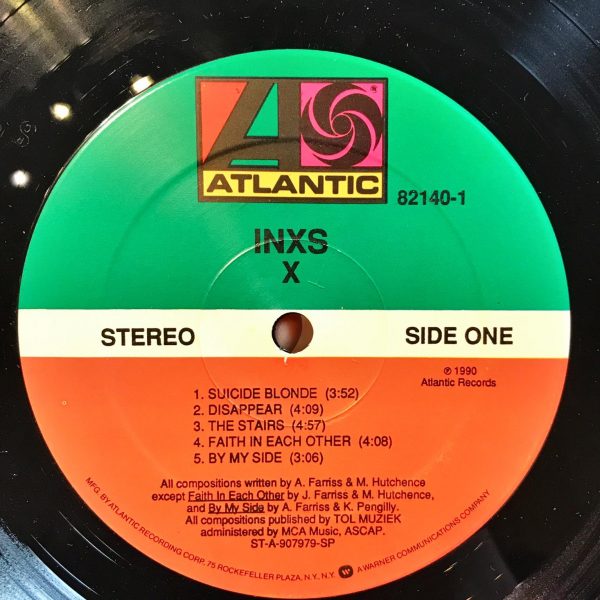 ATLANTIC
82140-1
INXS
X
STEREO
SIDE ONE
℗ 1990
Atlantic Records
1. SUICIDE BLONDE (3:52)
2. DISAPPEAR (4:09)
3. THE STAIRS (4:57)
4. FAITH IN EACH OTHER (4:08)
5. BY MY SIDE (3:06)
All compositions written by A. Farriss & M. Hutchence
except Faith In Each Other by J. Farriss & M. Hutchence,
and By My Side by A. Farriss & K. Pengilly.
All compositions published by TOL MUZIEK
administered by MCA Music, ASCAP.
ST-A-907979-SP
MFG. BY ATLANTIC RECORDING CORP. 75 ROCKEFELLER PLAZA, N.Y. N.Y. A WARNER COMMUNICATIONS COMPANY